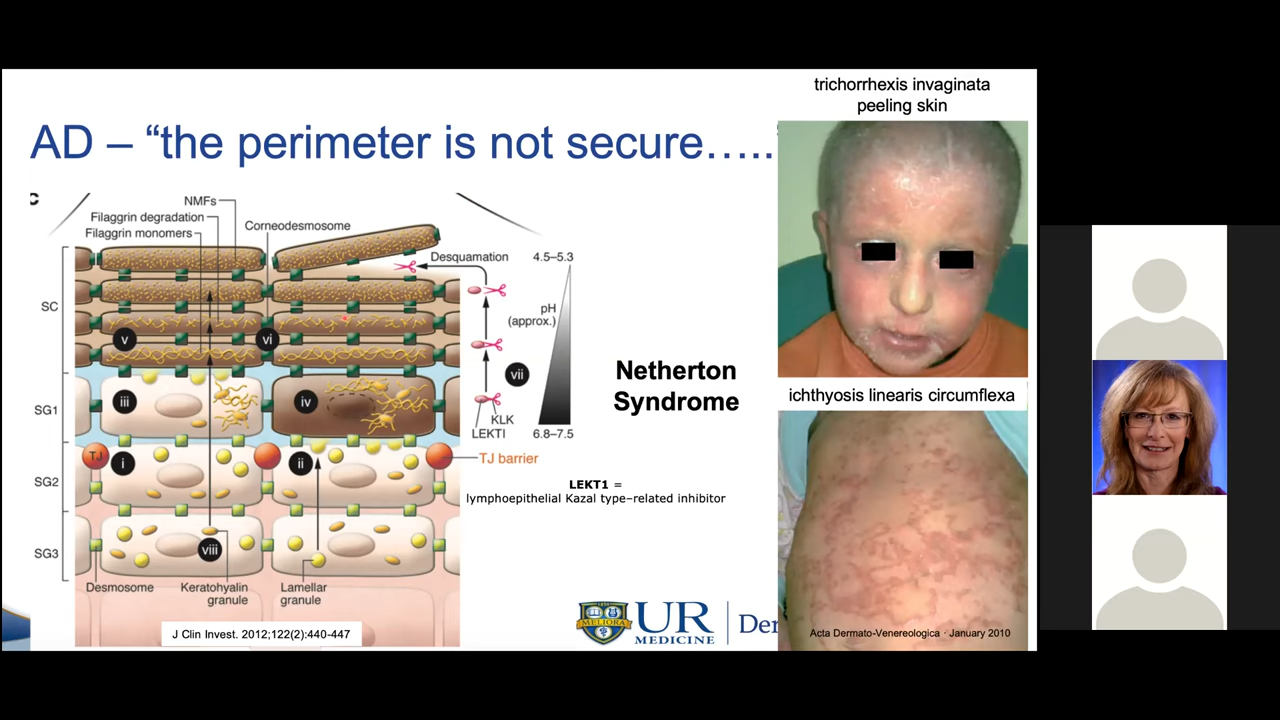 trichorrhexis invaginata
peeling skin
AD – “the perimeter is not secure…..
C
NMFs
Filaggrin degradation
Filaggrin monomers
Corneodesmosome
Desquamation
4.5–5.3
pH
(approx.)
SC
v
vi
vii
SG1
iii
iv
KLK
LEKTI
6.8–7.5
TJ
i
ii
TJ barrier
SG2
SG3
viii
Desmosome
Keratohyalin
granule
Lamellar
granule
J Clin Invest. 2012;122(2):440-447
Netherton
Syndrome
LEKT1 =
lymphoepithelial Kazal type–related inhibitor
ichthyosis linearis circumflexa
MELIORA
UR
MEDICINE
Der
Acta Dermato-Venereologica · January 2010